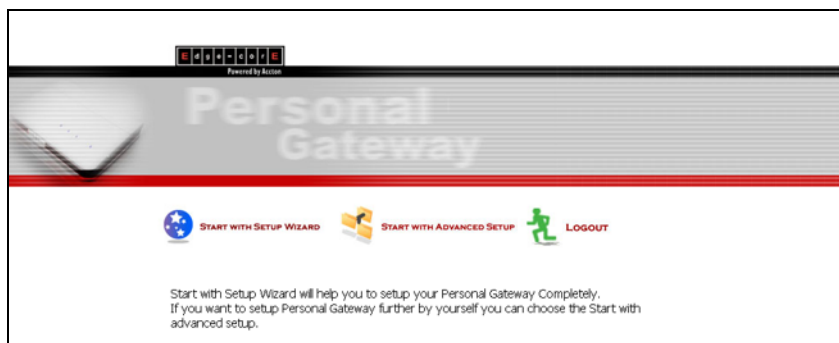 Edge-corE
Powered by Accton
Personal
Gateway
START WITH SETUP WIZARD
START WITH ADVANCED SETUP
LOGOUT
Start with Setup Wizard will help you to setup your Personal Gateway Completely.
If you want to setup Personal Gateway further by yourself you can choose the Start with
advanced setup.